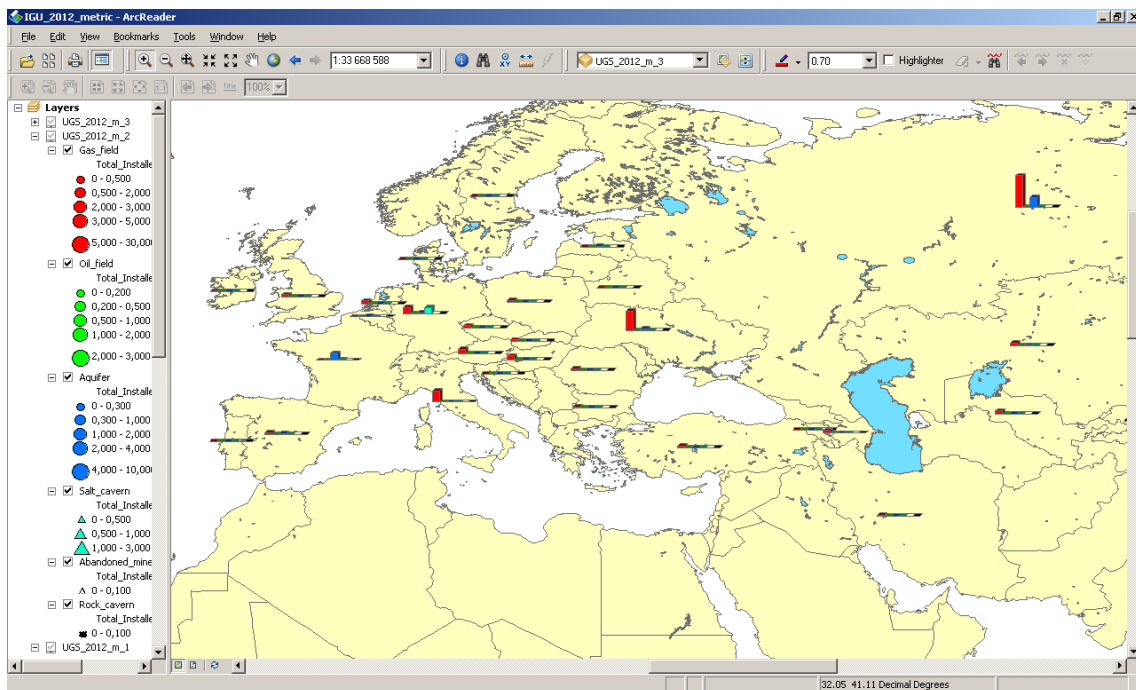 IGU_2012_metric - ArcReader
File Edit View Bookmarks Tools Window Help
1:33 668 588
UGS_2012_m_3
0.70
Highlighter
Title
100%
Layers
UGS_2012_m_3
UGS_2012_m_2
Gas_field
Total_Installe
0 - 0,500
0,500 - 2,000
2,000 - 3,000
3,000 - 5,000
5,000 - 30,000
Oil_field
Total_Installe
0 - 0,200
0,200 - 0,500
0,500 - 1,000
1,000 - 2,000
2,000 - 3,000
Aquifer
Total_Installe
0 - 0,300
0,300 - 1,000
1,000 - 2,000
2,000 - 4,000
4,000 - 10,000
Salt_cavern
Total_Installe
0 - 0,500
0,500 - 1,000
1,000 - 3,000
Abandoned_mine
Total_Installe
0 - 0,100
Rock_cavern
Total_Installe
0 - 0,100
UGS_2012_m_1
32.05 41.11 Decimal Degrees